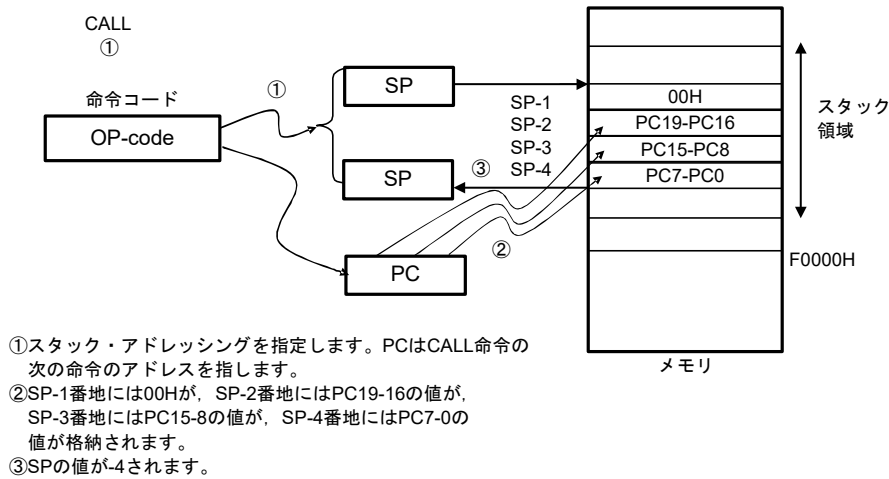 CALL
①
命令コード
OP-code
①
SP
SP
③
SP-1
SP-2
SP-3
SP-4
②
PC
00H
PC19-PC16
PC15-PC8
PC7-PC0
スタック
領域
F0000H
メモリ
①スタック・アドレッシングを指定します。PCはCALL命令の
次の命令のアドレスを指します。
②SP-1番地には00Hが，SP-2番地にはPC19-16の値が，
SP-3番地にはPC15-8の値が，SP-4番地にはPC7-0の
値が格納されます。
③SPの値が-4されます。